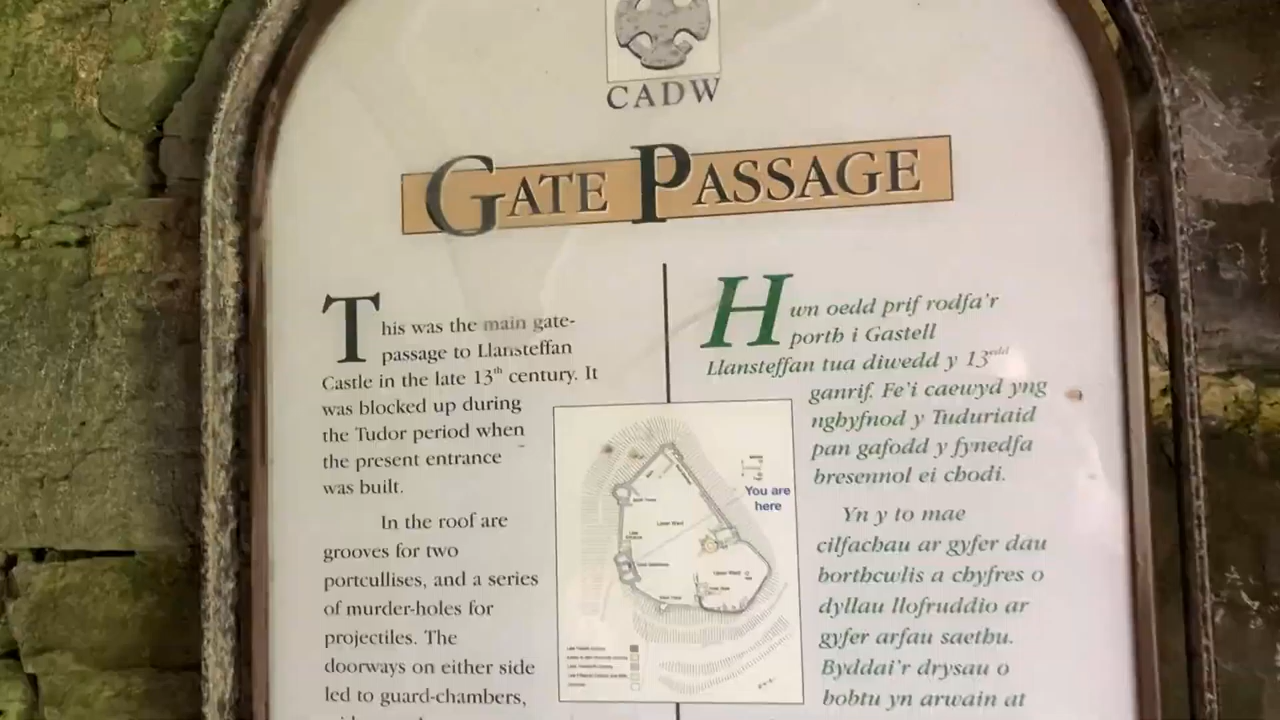 CADW
GATE PASSAGE
This was the main gate-
passage to Llansteffan
Castle in the late 13th century. It
was blocked up during
the Tudor period when
the present entrance
was built.
In the roof are
grooves for two
portcullises, and a series
of murder-holes for
projectiles. The
doorways on either side
led to guard-chambers,
Hwn oedd prif rodfa'r
porth i Gastell
Llansteffan tua diwedd y 13edd
ganrif. Fe'i caewyd yng
nghyfnod y Tuduriaid
pan gafodd y fynedfa
bresennol ei chodi.
Yn y to mae
cilfachau ar gyfer dau
borthcwlis a chyfres o
dyllau llofruddio ar
gyfer arfau saethu.
Byddai'r drysau o
bobtu yn arwain at
You are
here
Lower Ward
Upper Ward